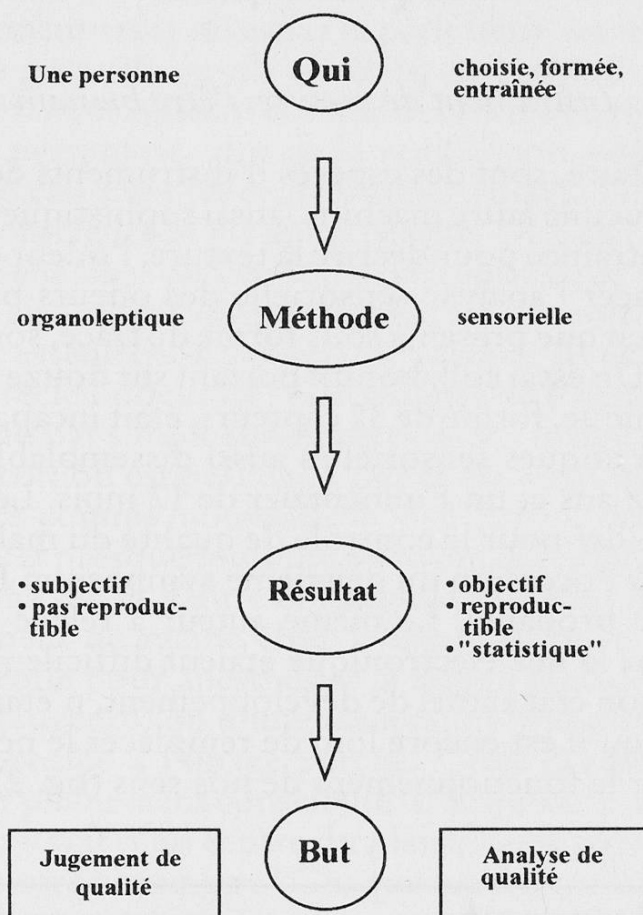 Qui
Une personne
choisie, formée,
entraînée
Méthode
organoleptique
sensorielle
Résultat
• subjectif
• pas reproduc-
tible
• objectif
• reproduc-
tible
• "statistique"
But
Jugement de
qualité
Analyse de
qualité